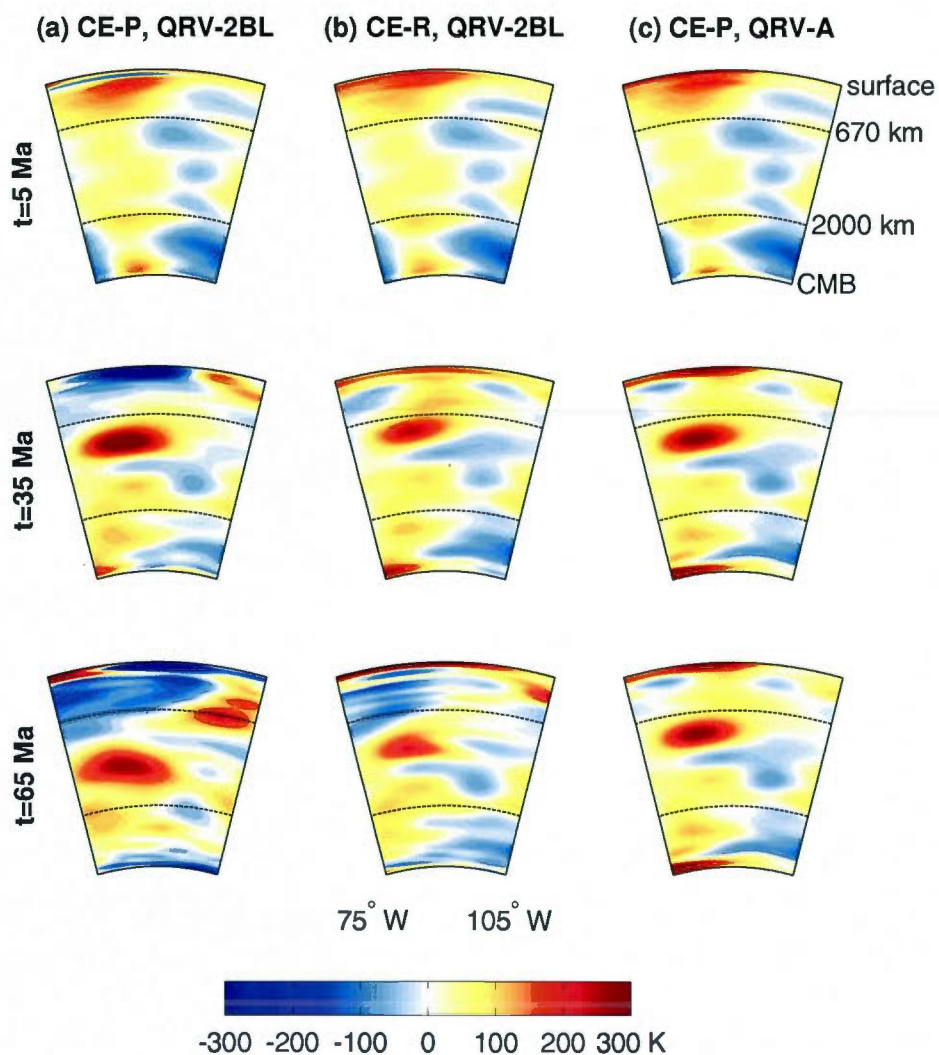 (a) CE-P, QRV-2BL (b) CE-R, QRV-2BL (c) CE-P, QRV-A
surface
670 km
t=5 Ma
2000 km
CMB
t=35 Ma
t=65 Ma
75° W 105° W
-300 -200 -100 0 100 200 300 K